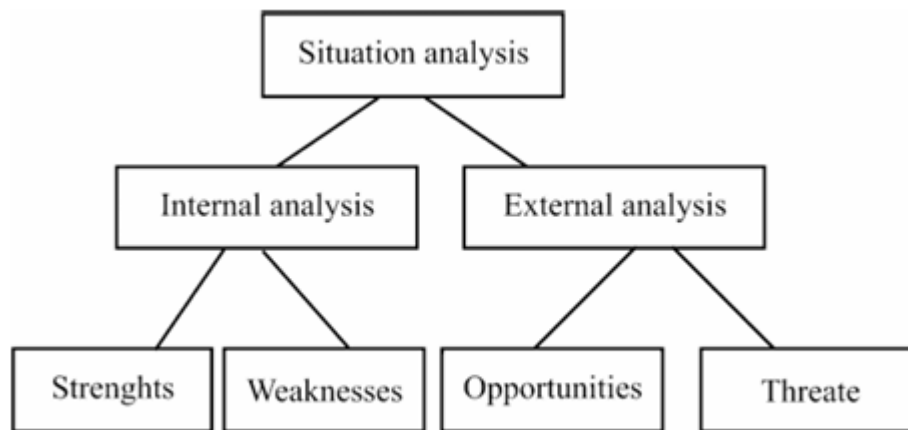 Situation analysis
Internal analysis
External analysis
Strenghts
Weaknesses
Opportunities
Threate